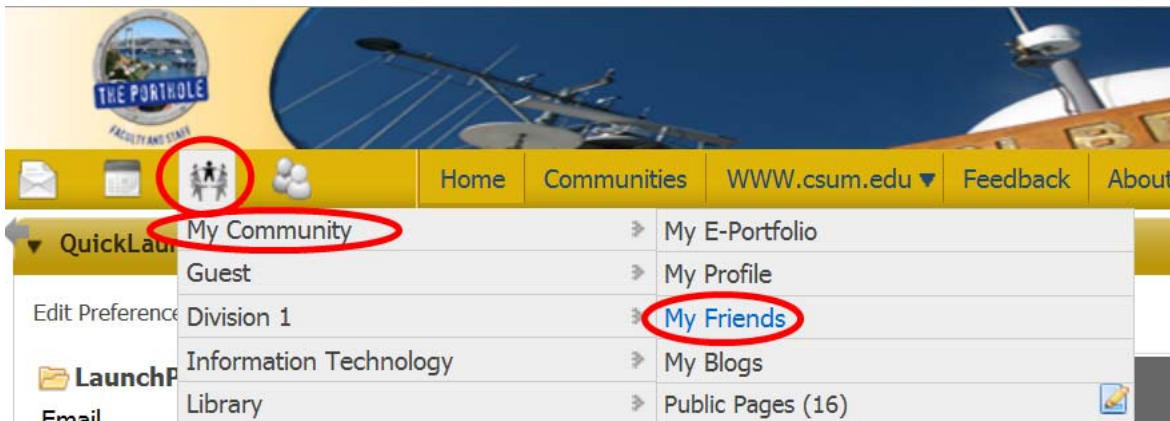 THE PORTHOLE
FACULTY AND STAFF
Home Communities WWW.csum.edu ▼ Feedback About
My Community
My E-Portfolio
▼ QuickLau
Guest
My Profile
Edit Preference
Division 1
My Friends
Information Technology
My Blogs
LaunchP
Library
Public Pages (16)
Email